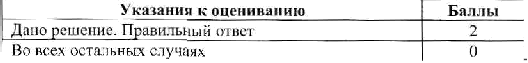 Указания к оцениванию Баллы
Дано решение. Правильный ответ 2
Во всех остальных случаях 0